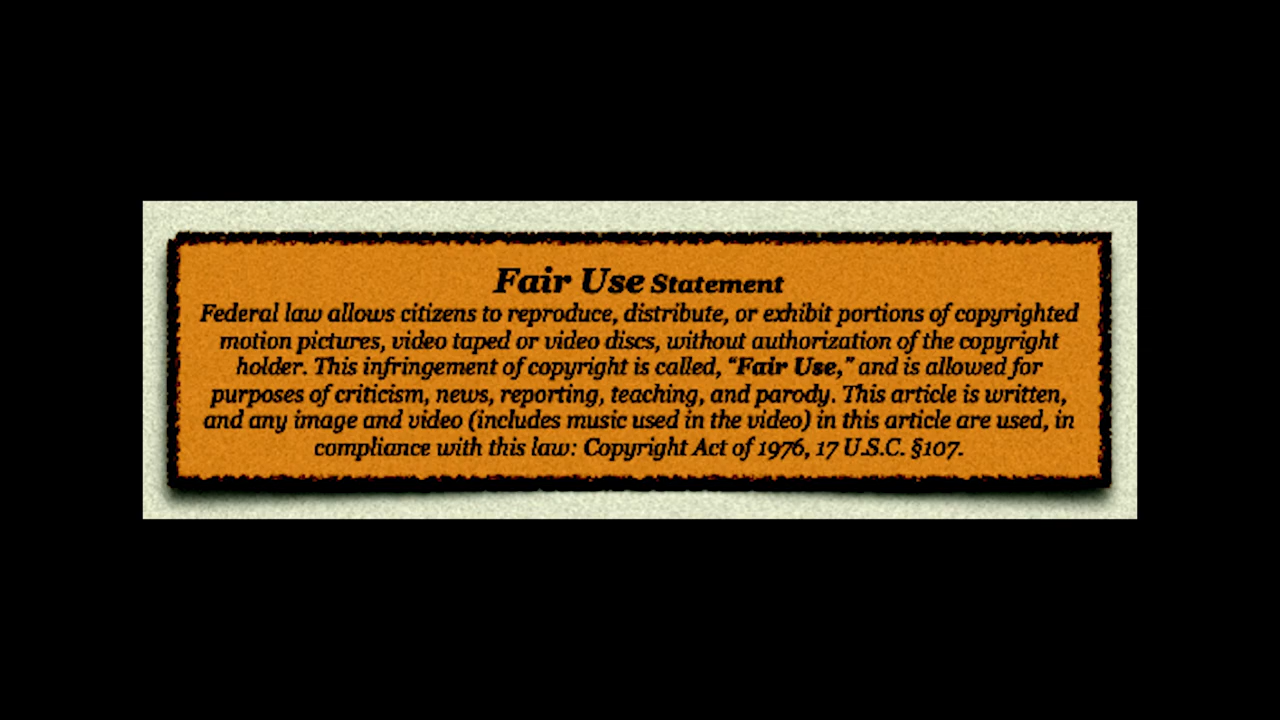 Fair Use Statement
Federal law allows citizens to reproduce, distribute, or exhibit portions of copyrighted
motion pictures, video taped or video discs, without authorization of the copyright
holder. This infringement of copyright is called, “Fair Use,” and is allowed for
purposes of criticism, news, reporting, teaching, and parody. This article is written,
and any image and video (includes music used in the video) in this article are used, in
compliance with this law: Copyright Act of 1976, 17 U.S.C. §107.